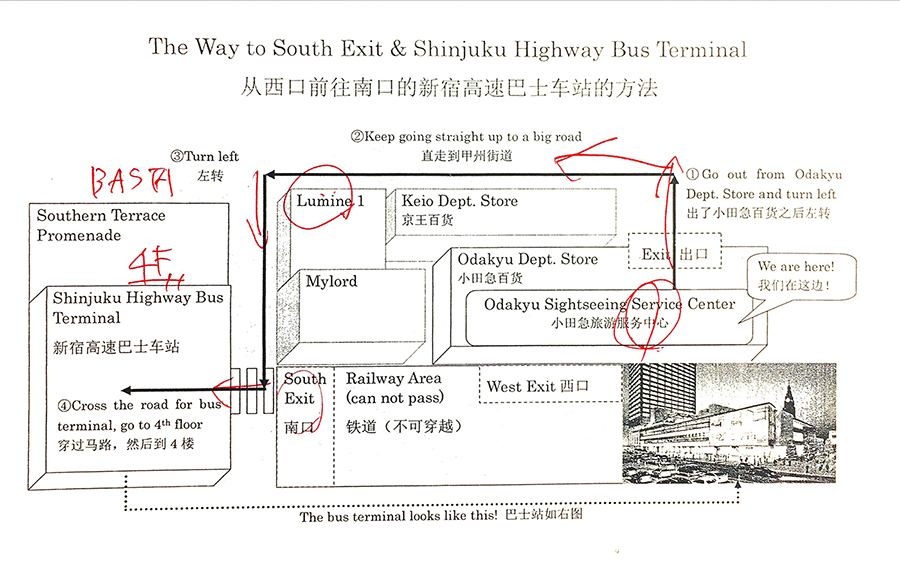 The Way to South Exit & Shinjuku Highway Bus Terminal
从西口前往南口的新宿高速巴士车站的方法
②Keep going straight up to a big road
直走到甲州街道
③Turn left
左转
①Go out from Odakyu
Dept. Store and turn left
出了小田急百货之后左转
BASTA
Southern Terrace
Promenade
4F
Shinjuku Highway Bus
Terminal
新宿高速巴士车站
④Cross the road for bus
terminal, go to 4th floor
穿过马路，然后到 4 楼
Lumine 1
Keio Dept. Store
京王百货
Mylord
Odakyu Dept. Store
小田急百货
Exit 出口
We are here!
我们在这边！
Odakyu Sightseeing Service Center
小田急旅游服务中心
South
Exit
南口
Railway Area
(can not pass)
铁道（不可穿越）
West Exit 西口
The bus terminal looks like this! 巴士站如右图